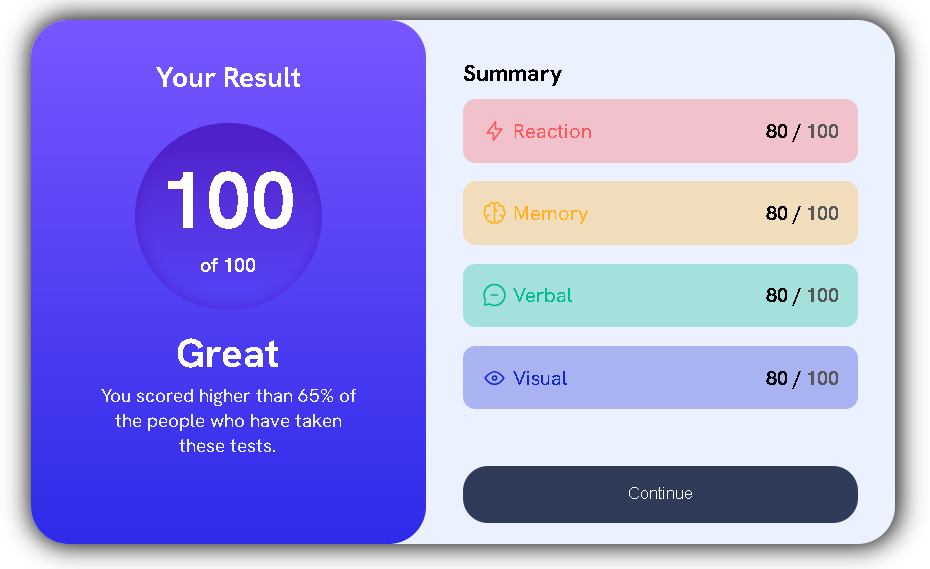 Your Result
100
of 100
Great
You scored higher than 65% of
the people who have taken
these tests.
Summary
Reaction 80 / 100
Memory 80 / 100
Verbal 80 / 100
Visual 80 / 100
Continue